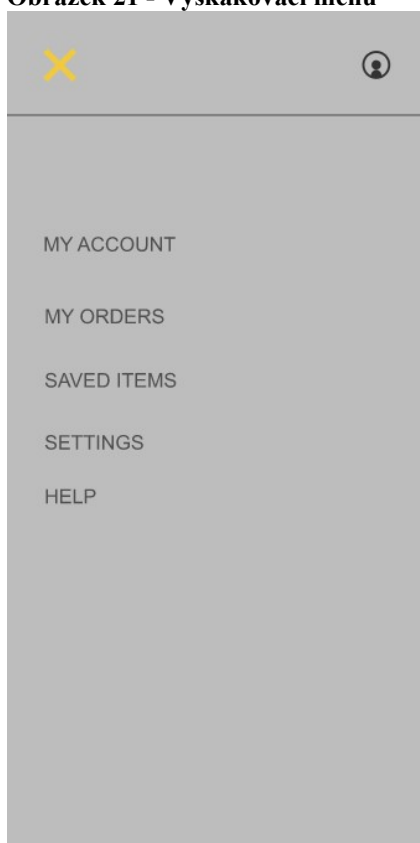 Obrázek 21 - Vyskakovací menu
MY ACCOUNT
MY ORDERS
SAVED ITEMS
SETTINGS
HELP